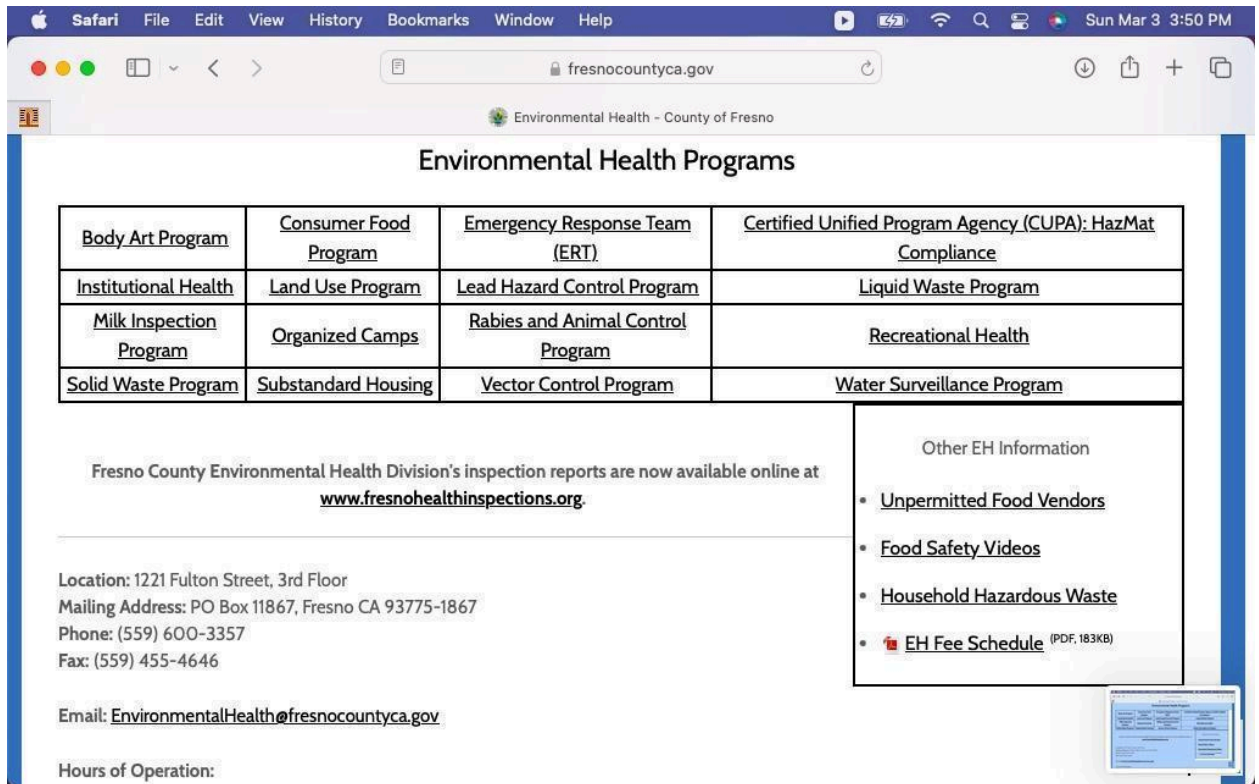 Safari File Edit View History Bookmarks Window Help Sun Mar 3 3:50 PM
fresnocountyca.gov
Environmental Health - County of Fresno
Environmental Health Programs
Body Art Program
Consumer Food
Program
Emergency Response Team
(ERT)
Certified Unified Program Agency (CUPA): HazMat
Compliance
Institutional Health
Land Use Program
Lead Hazard Control Program
Liquid Waste Program
Milk Inspection
Program
Organized Camps
Rabies and Animal Control
Program
Recreational Health
Solid Waste Program
Substandard Housing
Vector Control Program
Water Surveillance Program
Fresno County Environmental Health Division's inspection reports are now available online at
www.fresnohealthinspections.org.
Other EH Information
• Unpermitted Food Vendors
• Food Safety Videos
• Household Hazardous Waste
• EH Fee Schedule (PDF, 183KB)
Location: 1221 Fulton Street, 3rd Floor
Mailing Address: PO Box 11867, Fresno CA 93775-1867
Phone: (559) 600-3357
Fax: (559) 455-4646
Email: EnvironmentalHealth@fresnocountyca.gov
Hours of Operation: